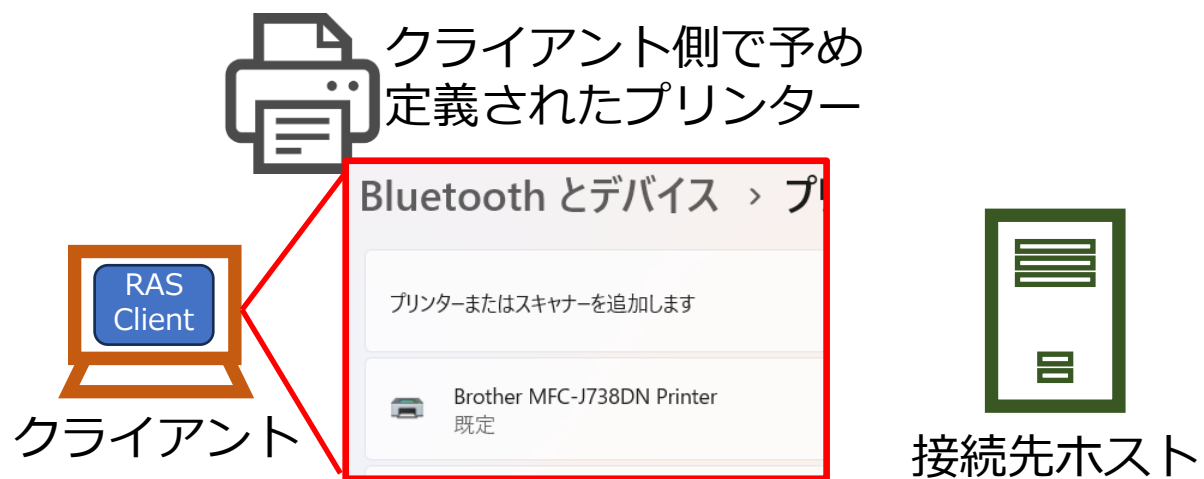 クライアント側で予め
定義されたプリンター
Bluetooth とデバイス ›
プリンターまたはスキャナーを追加します
Brother MFC-J738DN Printer
既定
RAS
Client
クライアント
接続先ホスト